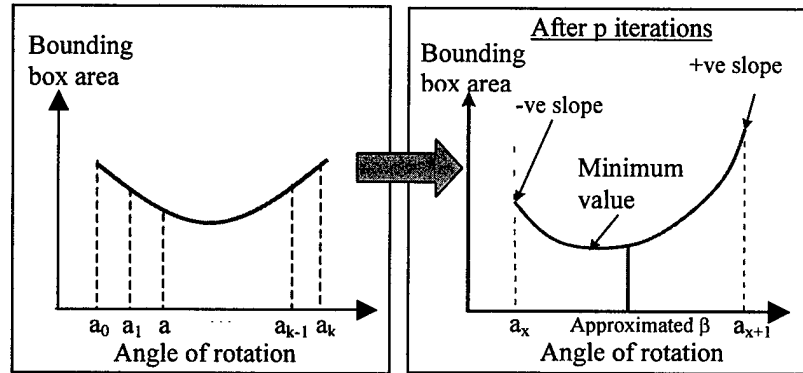 Bounding
box area
a0 a1 a ... ak-1 ak
Angle of rotation
After p iterations
Bounding
box area
+ve slope
-ve slope
Minimum
value
ax Approximated β ax+1
Angle of rotation